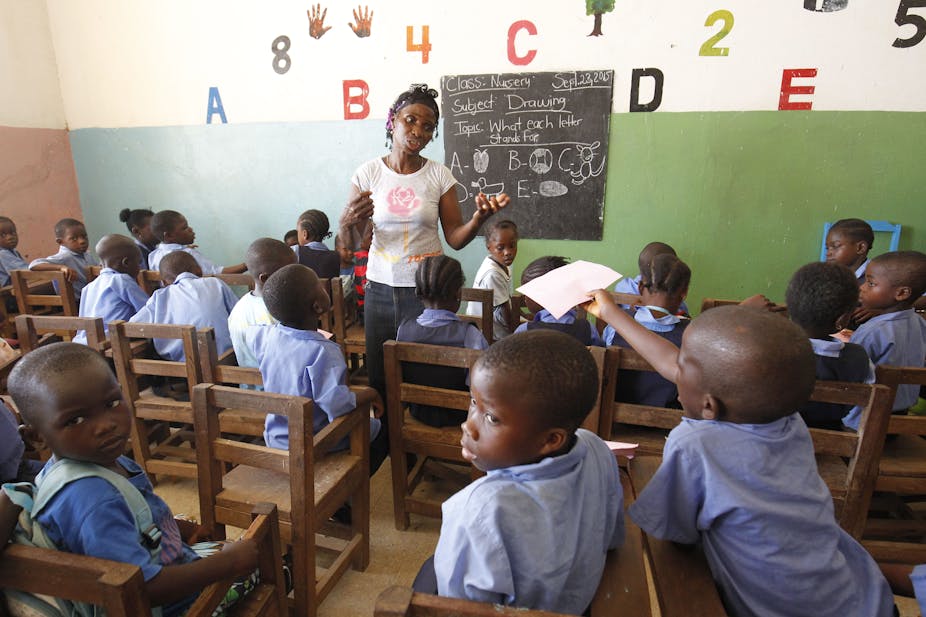 8 4 C 2 5
A B D E
Class: Nursery Sept. 23, 2015
Subject: Drawing
Topic: What each letter
Stands for.
A- B- C-
D- E-